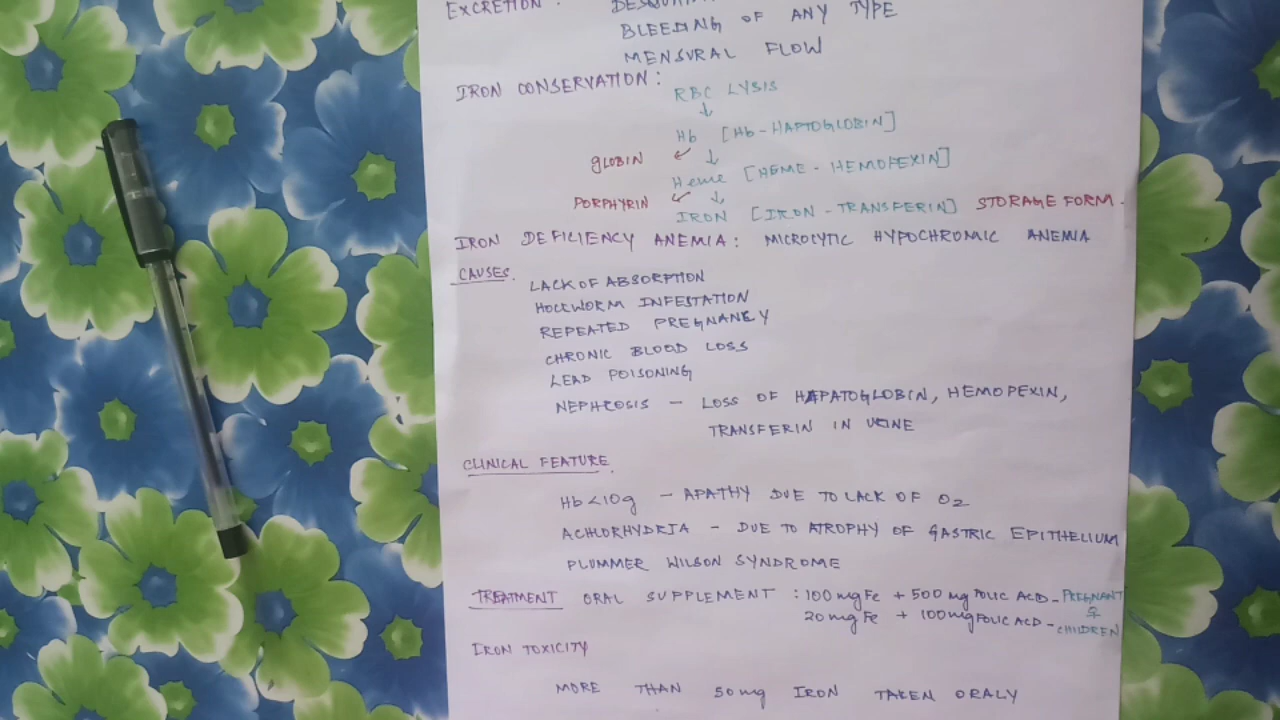 EXCRETION :
BLEEDING OF ANY TYPE
MENSURAL FLOW
IRON CONSERVATION :
RBC LYSIS
↓
Hb [Hb-HAPTOGLOBIN]
GLOBIN ↙ ↓
Heme [HEME - HEMOPEXIN]
PORPHYRIN ↙ ↓
IRON [IRON - TRANSFERIN] STORAGE FORM.
IRON DEFICIENCY ANEMIA : MICROCYTIC HYPOCHROMIC ANEMIA
CAUSES.
LACK OF ABSORPTION
HOOKWORM INFESTATION
REPEATED PREGNANCY
CHRONIC BLOOD LOSS
LEAD POISONING
NEPHROSIS - LOSS OF HAPATOGLOBIN, HEMOPEXIN,
TRANSFERIN IN URINE
CLINICAL FEATURE
Hb<10g - APATHY DUE TO LACK OF O2
ACHLORHYDRIA - DUE TO ATROPHY OF GASTRIC EPITHELIUM
PLUMMER WILSON SYNDROME
TREATMENT ORAL SUPPLEMENT : 100 mg Fe + 500 mg FOLIC ACID - PREGNANT ♀
20 mg Fe + 100 mg FOLIC ACID - CHILDREN
IRON TOXICITY
MORE THAN 50 mg IRON TAKEN ORALY